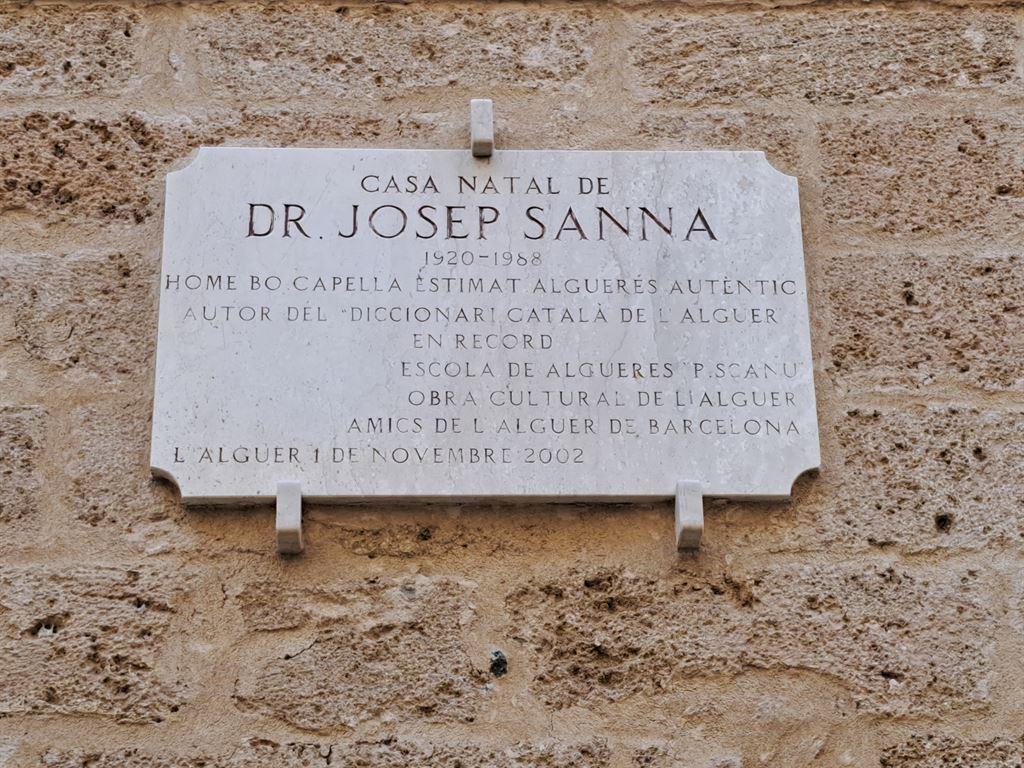 CASA NATAL DE
DR. JOSEP SANNA
1920-1988
HOME BO. CAPELLA ESTIMAT ALGUERÉS AUTÈNTIC.
AUTOR DEL "DICCIONARI CATALÀ DE L'ALGUER"
EN RECORD
ESCOLA DE ALGUERES "P. SCANU"
OBRA CULTURAL DE L'ALGUER
AMICS DE L'ALGUER DE BARCELONA
L'ALGUER 1 DE NOVEMBRE 2002